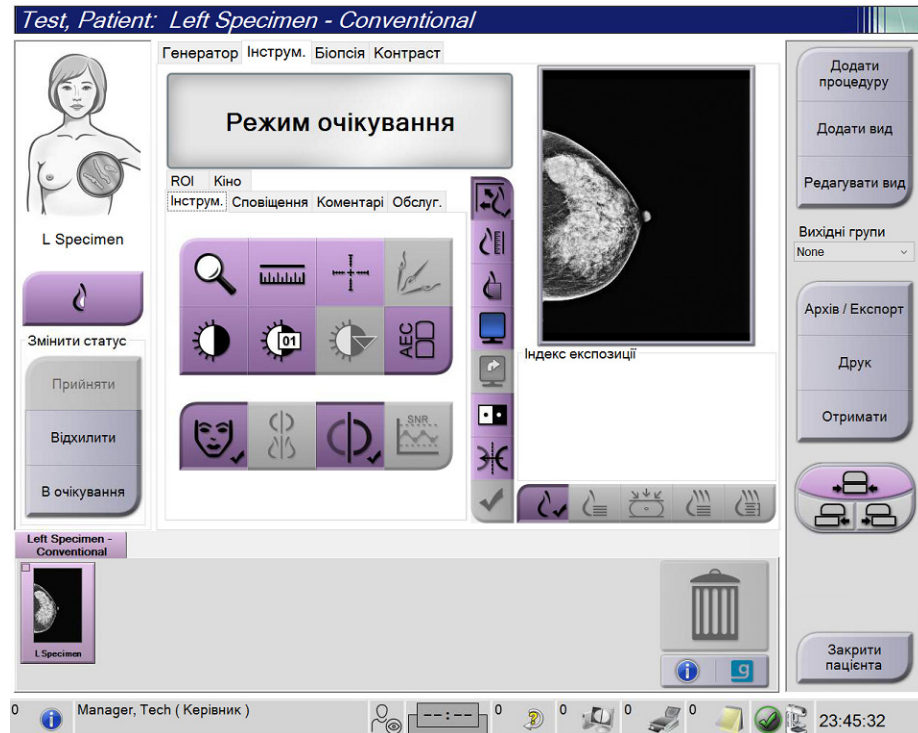 Test, Patient: Left Specimen - Conventional
Генератор Інструм. Біопсія Контраст
Режим очікування
ROI Кіно
Інструм. Сповіщення Коментарі Обслуг.
L Specimen
01
AEC
SNR
Змінити статус
Прийняти
Відхилити
В очікування
Індекс експозиції
Додати
процедуру
Додати вид
Редагувати вид
Вихідні групи
None
Архів / Експорт
Друк
Отримати
Left Specimen -
Conventional
L Specimen
g
Закрити
пацієнта
0 Manager, Tech ( Керівник ) --:-- 0 0 0 0 23:45:32